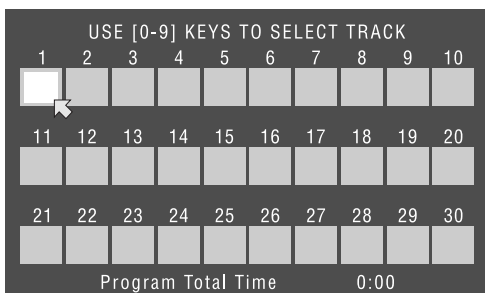 USE [0-9] KEYS TO SELECT TRACK
1 2 3 4 5 6 7 8 9 10
11 12 13 14 15 16 17 18 19 20
21 22 23 24 25 26 27 28 29 30
Program Total Time 0:00